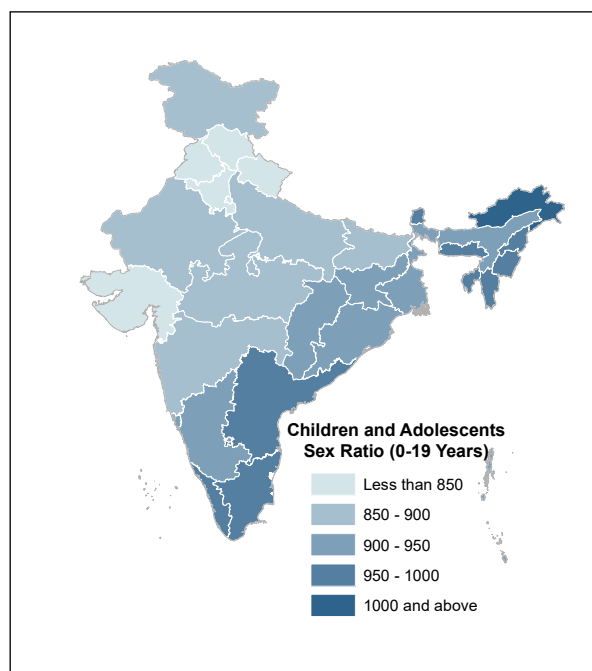 Children and Adolescents
Sex Ratio (0-19 Years)
Less than 850
850 - 900
900 - 950
950 - 1000
1000 and above